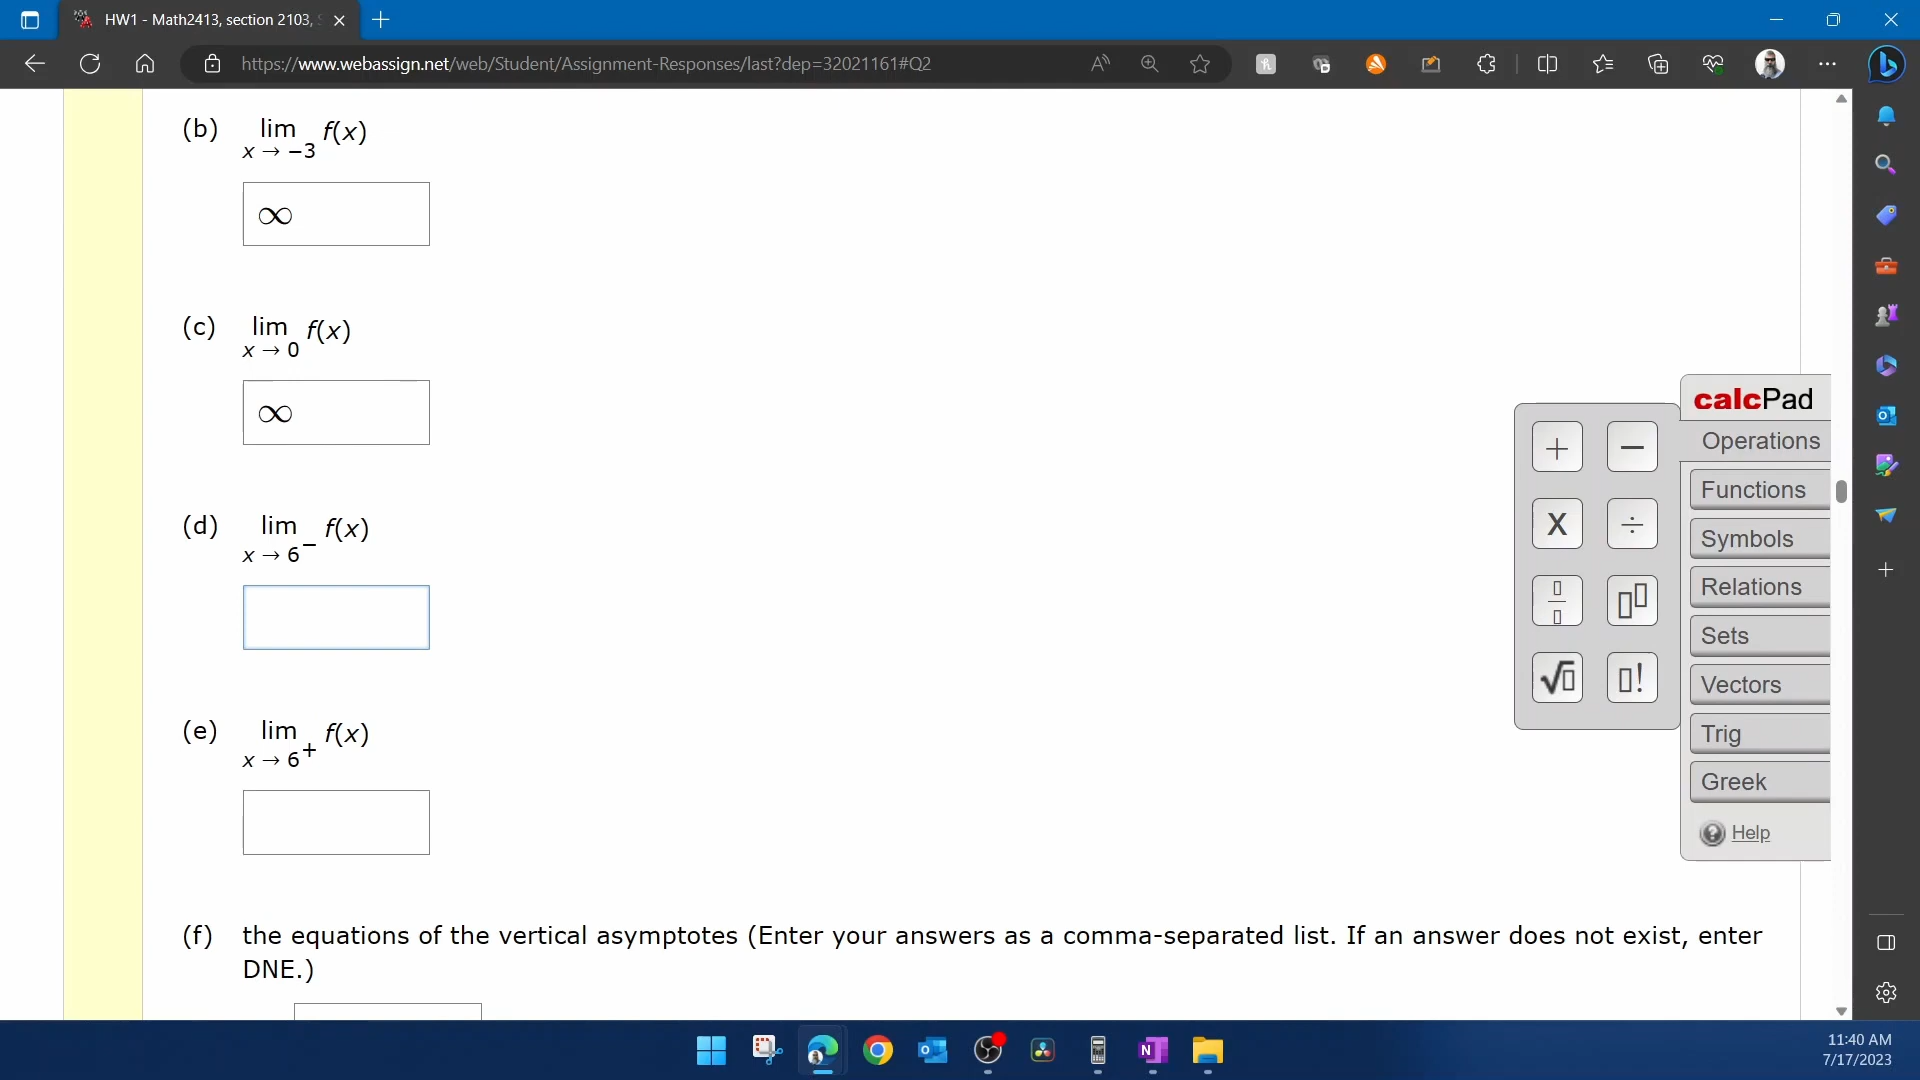 HW1 - Math2413, section 2103, S
https://www.webassign.net/web/Student/Assignment-Responses/last?dep=32021161#Q2
(b) lim f(x)
x → −3
∞
(c) lim f(x)
x → 0
∞
(d) lim f(x)
x → 6⁻
(e) lim f(x)
x → 6⁺
(f) the equations of the vertical asymptotes (Enter your answers as a comma-separated list. If an answer does not exist, enter
DNE.)
calcPad
Operations
+ −
Functions
X ÷
Symbols
Relations
Sets
√ !
Vectors
Trig
Greek
Help
11:40 AM
7/17/2023